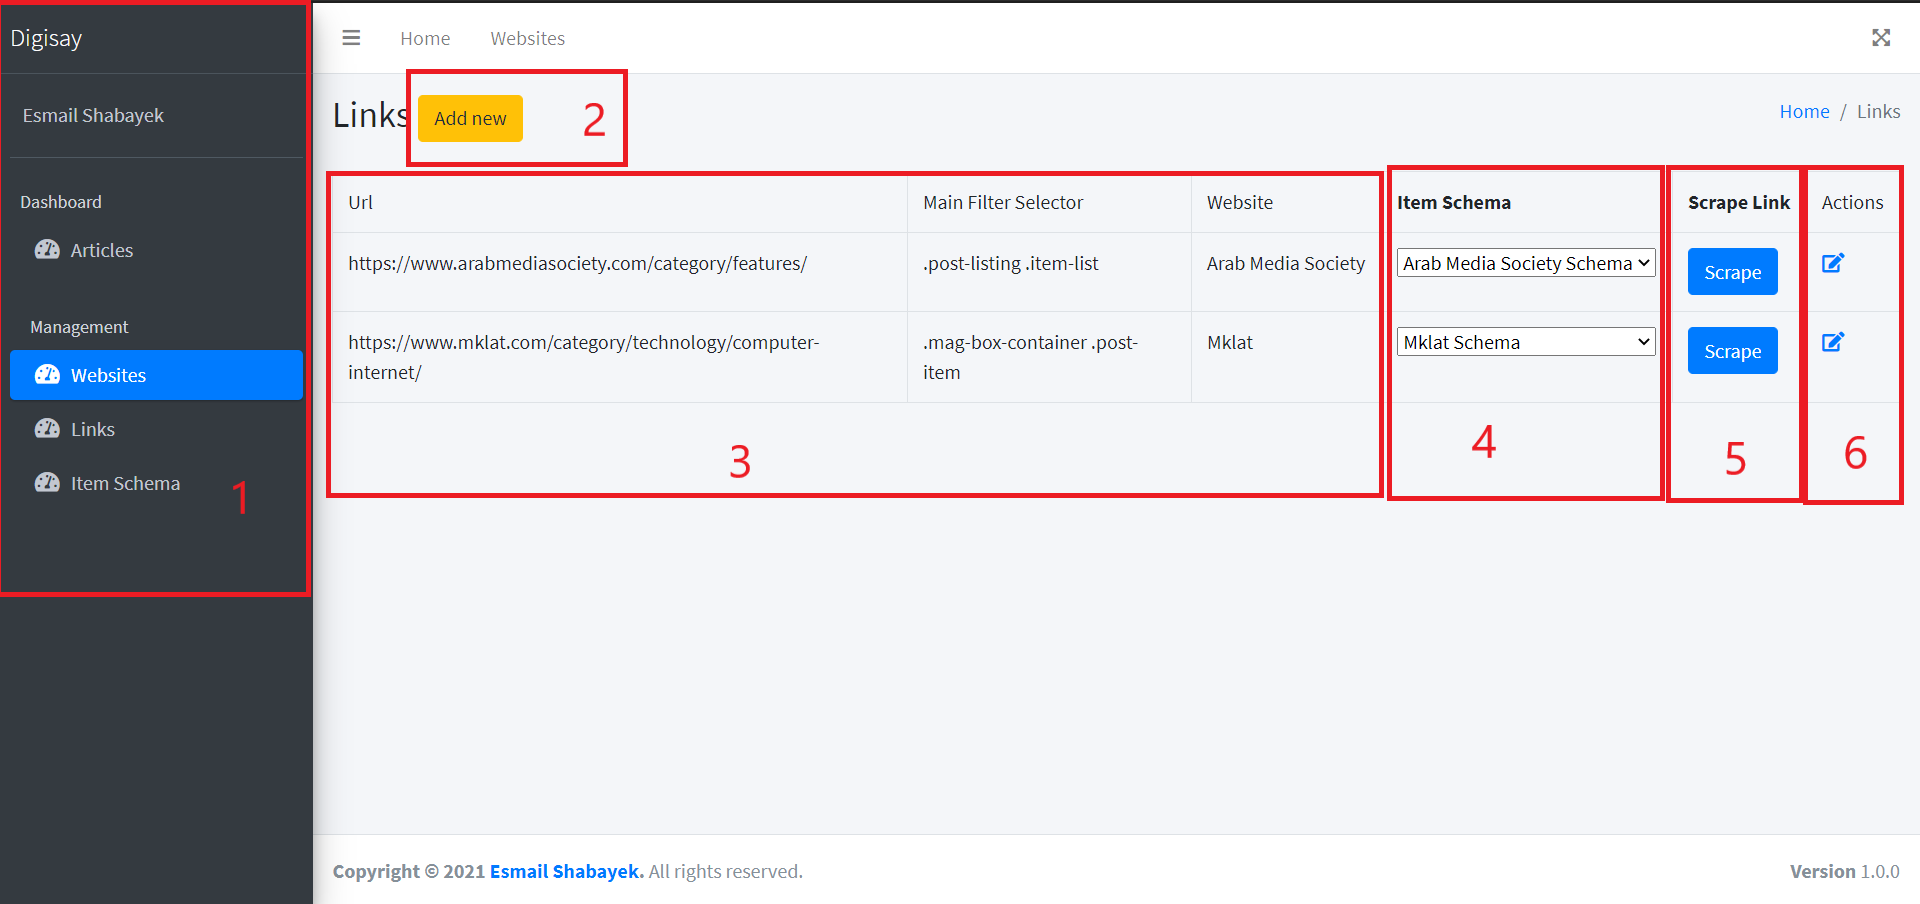 Digisay
Esmail Shabayek
Dashboard
Articles
Management
Websites
Links
Item Schema
1
Home Websites
Links Add new 2
Home / Links
Url Main Filter Selector Website Item Schema Scrape Link Actions
https://www.arabmediasociety.com/category/features/ .post-listing .item-list Arab Media Society Arab Media Society Schema Scrape
https://www.mklat.com/category/technology/computer- .mag-box-container .post- Mklat Mklat Schema Scrape
internet/ item
3 4 5 6
Copyright © 2021 Esmail Shabayek. All rights reserved. Version 1.0.0